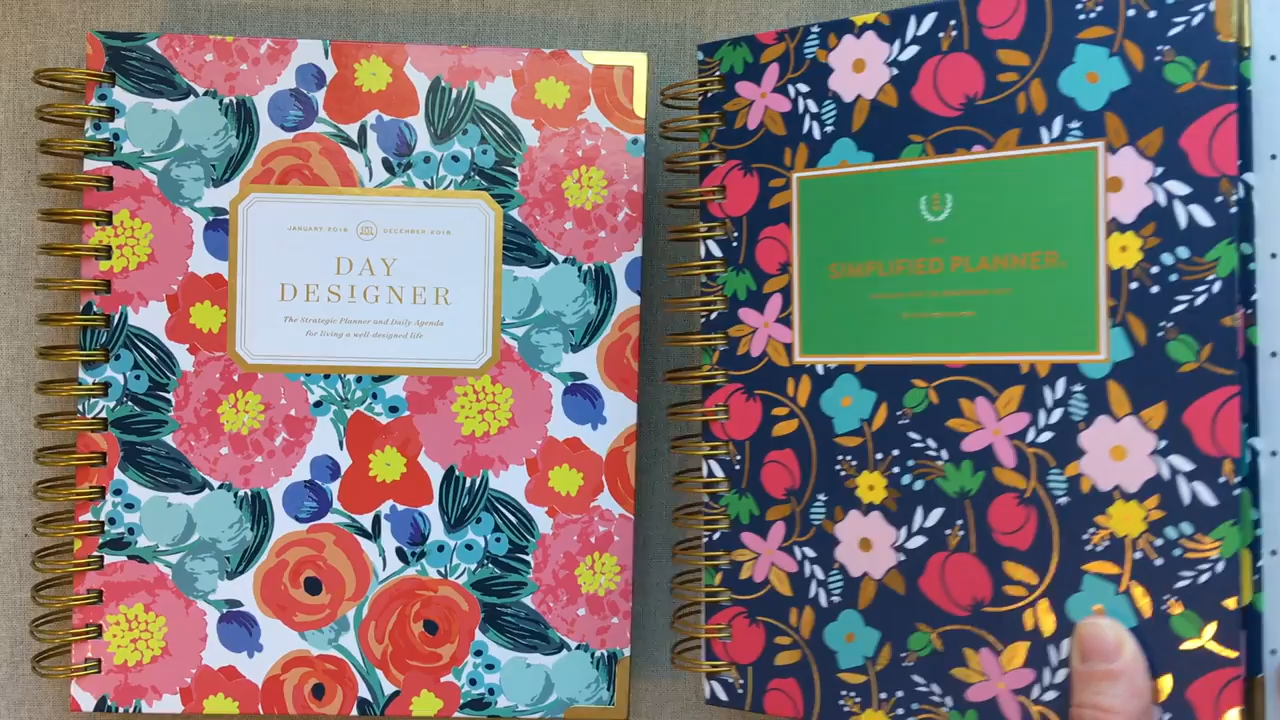 JANUARY 2018 DECEMBER 2018
DAY
DESIGNER
The Strategic Planner and Daily Agenda
for living a well-designed life
SIMPLIFIED PLANNER.